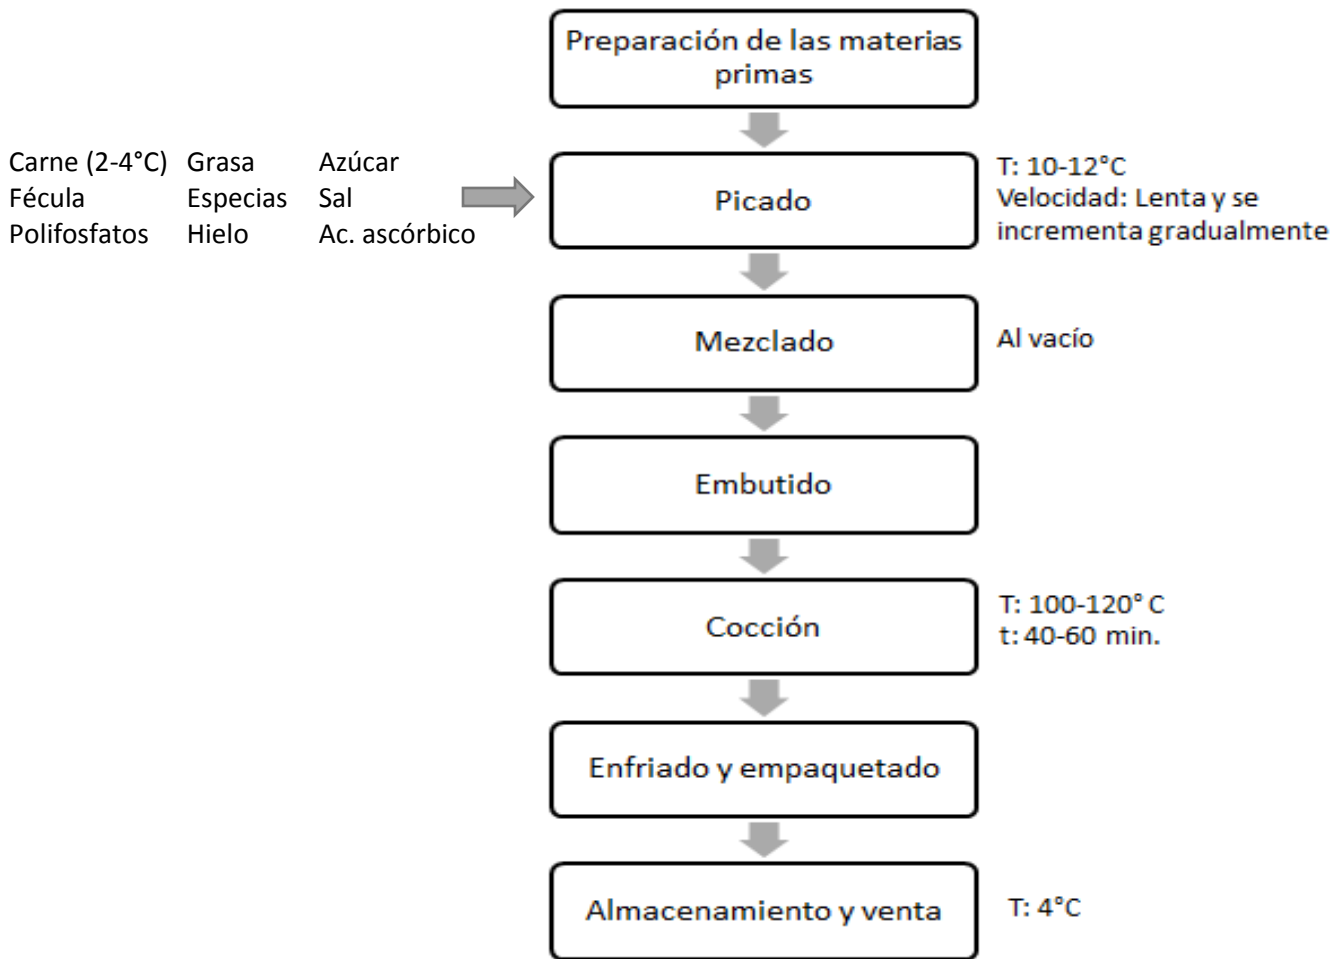 Preparación de las materias
primas
Carne (2-4°C) Grasa Azúcar
Fécula Especias Sal
Polifosfatos Hielo Ac. ascórbico
Picado
T: 10-12°C
Velocidad: Lenta y se
incrementa gradualmente
Mezclado
Al vacío
Embutido
Cocción
T: 100-120° C
t: 40-60 min.
Enfriado y empaquetado
Almacenamiento y venta
T: 4°C